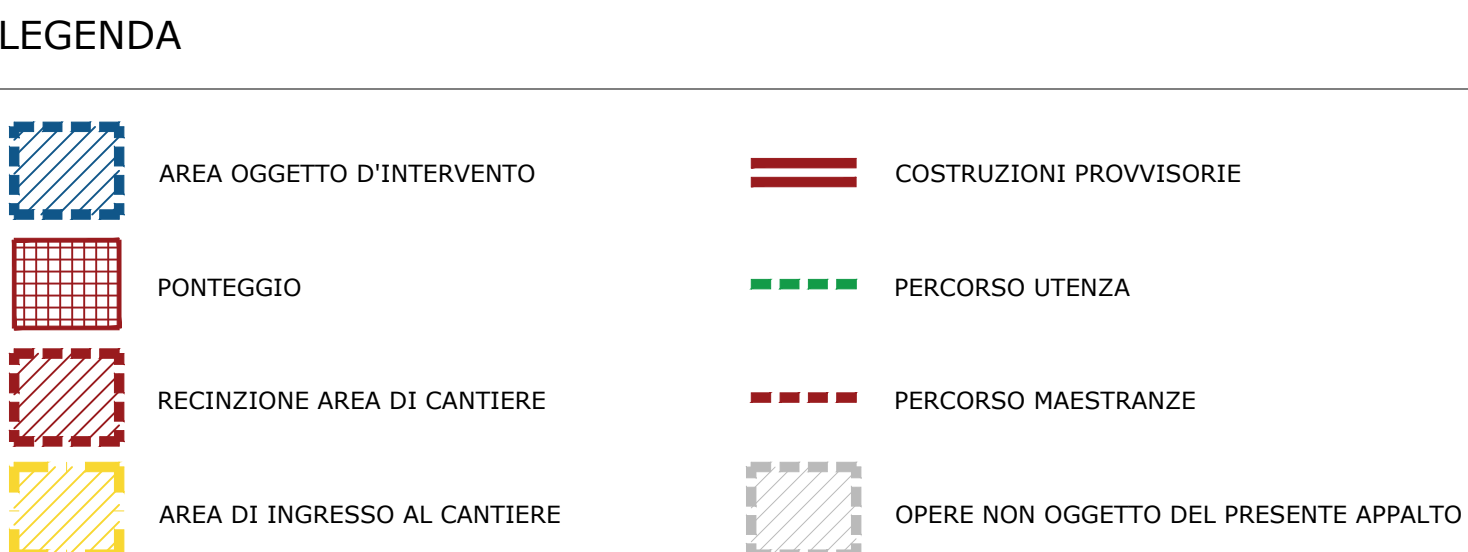 LEGENDA
AREA OGGETTO D'INTERVENTO
COSTRUZIONI PROVVISORIE
PONTEGGIO
PERCORSO UTENZA
RECINZIONE AREA DI CANTIERE
PERCORSO MAESTRANZE
AREA DI INGRESSO AL CANTIERE
OPERE NON OGGETTO DEL PRESENTE APPALTO